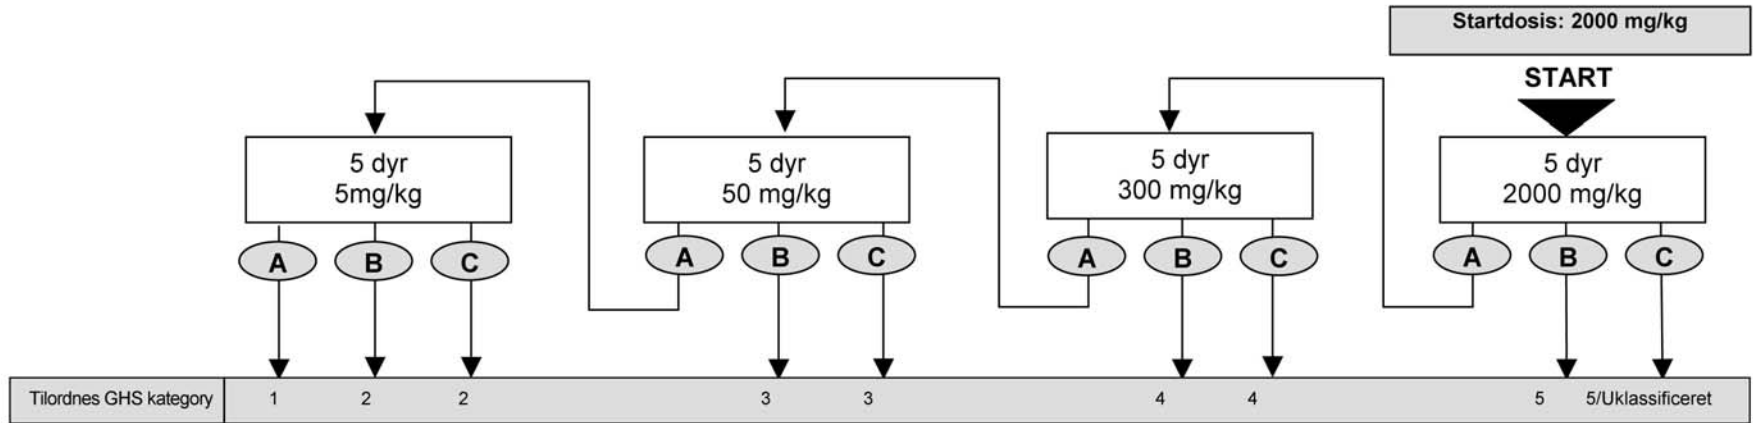 Startdosis: 2000 mg/kg
START
5 dyr
5mg/kg
5 dyr
50 mg/kg
5 dyr
300 mg/kg
5 dyr
2000 mg/kg
A B C
A B C
A B C
A B C
Tilordnes GHS kategory 1 2 2 3 3 4 4 5 5/Uklassificeret